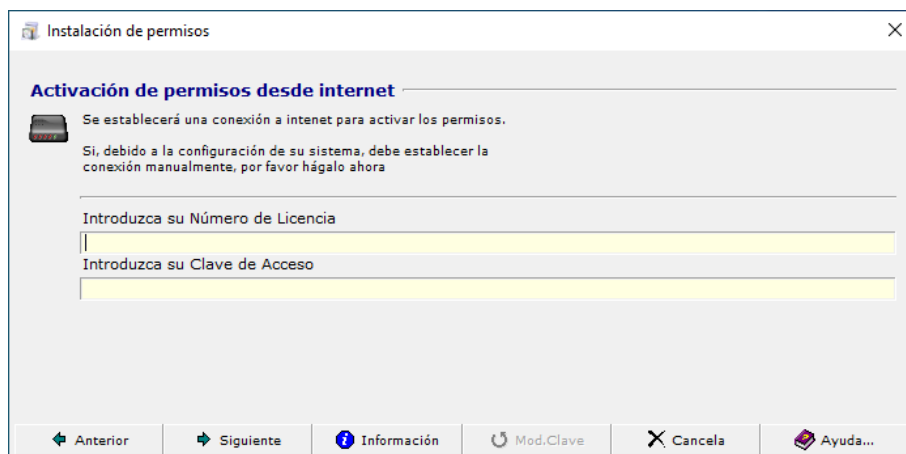 Instalación de permisos
Activación de permisos desde internet
Se establecerá una conexión a intenet para activar los permisos.
Si, debido a la configuración de su sistema, debe establecer la
conexión manualmente, por favor hágalo ahora
Introduzca su Número de Licencia
Introduzca su Clave de Acceso
Anterior Siguiente Información Mod.Clave Cancela Ayuda...